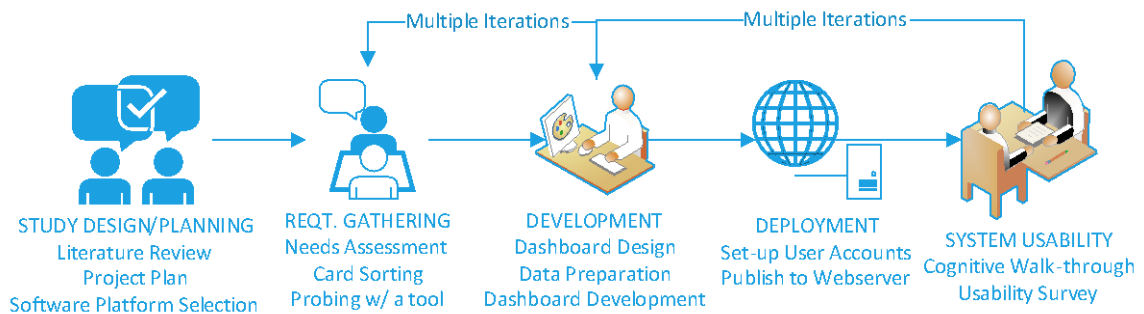 Multiple Iterations
Multiple Iterations
STUDY DESIGN/PLANNING
Literature Review
Project Plan
Software Platform Selection
REQT. GATHERING
Needs Assessment
Card Sorting
Probing w/ a tool
DEVELOPMENT
Dashboard Design
Data Preparation
Dashboard Development
DEPLOYMENT
Set-up User Accounts
Publish to Webserver
SYSTEM USABILITY
Cognitive Walk-through
Usability Survey